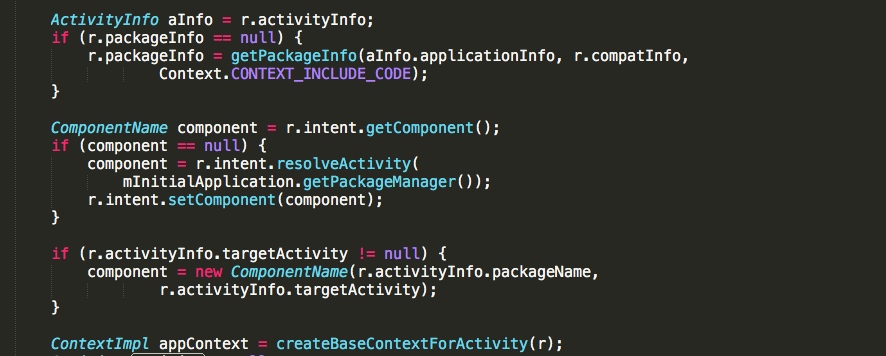 ActivityInfo aInfo = r.activityInfo;
if (r.packageInfo == null) {
r.packageInfo = getPackageInfo(aInfo.applicationInfo, r.compatInfo,
Context.CONTEXT_INCLUDE_CODE);
}
ComponentName component = r.intent.getComponent();
if (component == null) {
component = r.intent.resolveActivity(
mInitialApplication.getPackageManager());
r.intent.setComponent(component);
}
if (r.activityInfo.targetActivity != null) {
component = new ComponentName(r.activityInfo.packageName,
r.activityInfo.targetActivity);
}
ContextImpl appContext = createBaseContextForActivity(r);